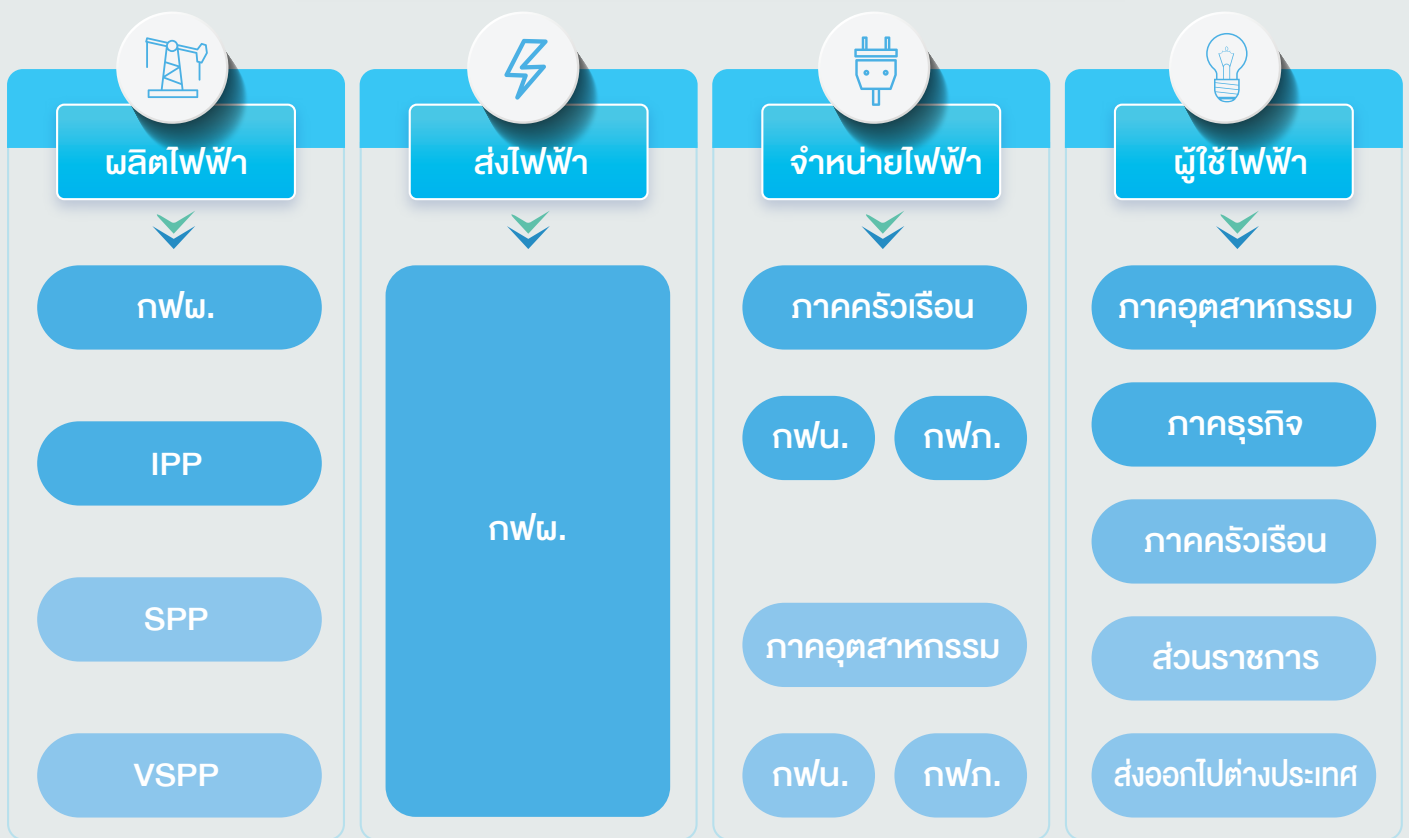 ผลิตไฟฟ้า
กฟผ.
IPP
SPP
VSPP
ส่งไฟฟ้า
กฟผ.
จำหน่ายไฟฟ้า
ภาคครัวเรือน
กฟน. กฟภ.
ภาคอุตสาหกรรม
กฟน. กฟภ.
ผู้ใช้ไฟฟ้า
ภาคอุตสาหกรรม
ภาคธุรกิจ
ภาคครัวเรือน
ส่วนราชการ
ส่งออกไปต่างประเทศ